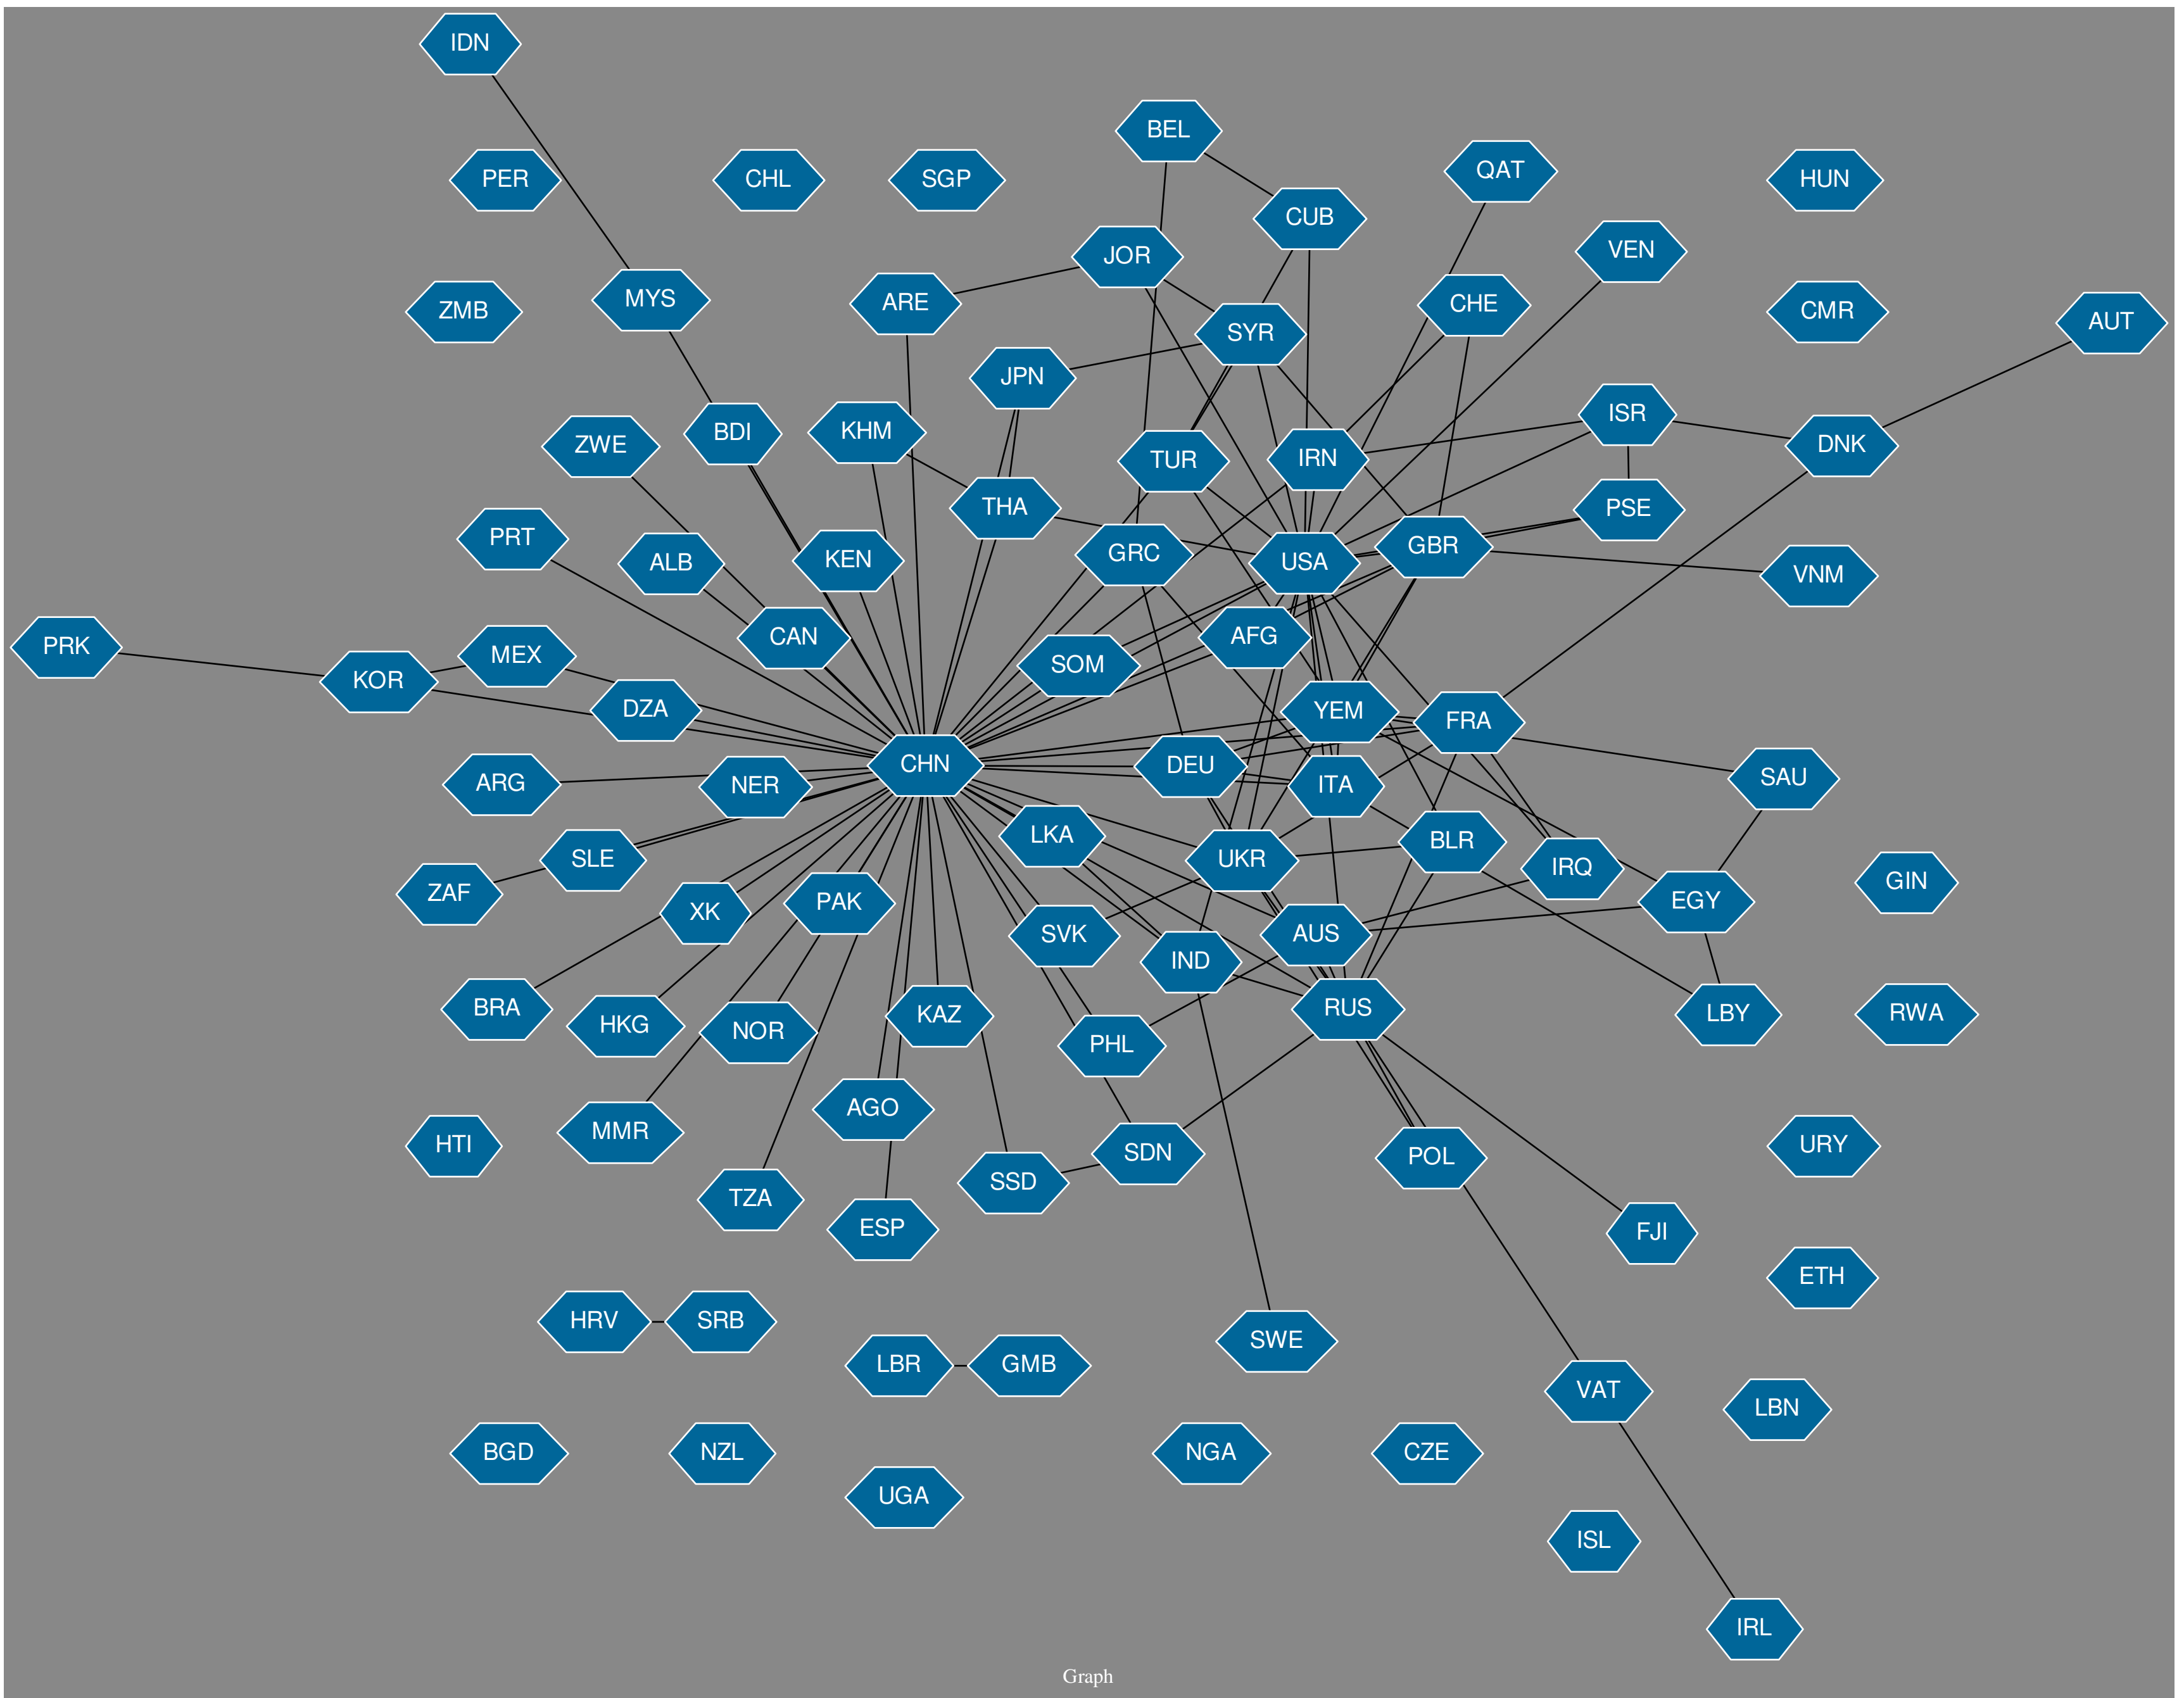 IDN
BEL
QAT
PER
CHL
SGP
HUN
CUB
VEN
JOR
MYS
ARE
CHE
ZMB
CMR
AUT
SYR
JPN
ISR
ZWE
BDI
KHM
DNK
TUR
IRN
THA
PSE
PRT
ALB
KEN
GRC
USA
GBR
VNM
CAN
AFG
PRK
MEX
SOM
KOR
DZA
YEM
FRA
CHN
DEU
ITA
SAU
ARG
NER
LKA
BLR
SLE
UKR
IRQ
ZAF
GIN
XK
PAK
SVK
AUS
EGY
IND
BRA
HKG
NOR
KAZ
RUS
LBY
RWA
PHL
AGO
HTI
MMR
URY
SDN
POL
TZA
SSD
ESP
FJI
ETH
HRV
SRB
SWE
LBR
GMB
VAT
LBN
BGD
NZL
NGA
CZE
UGA
ISL
IRL
Graph